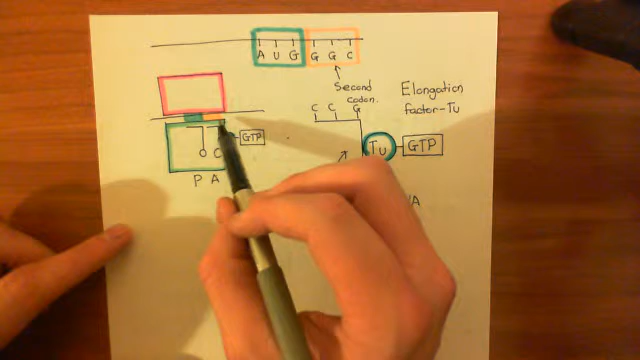 A U G G G C
Second
codon.
Elongation
factor-Tu
C C G
GTP
Tu GTP
P A